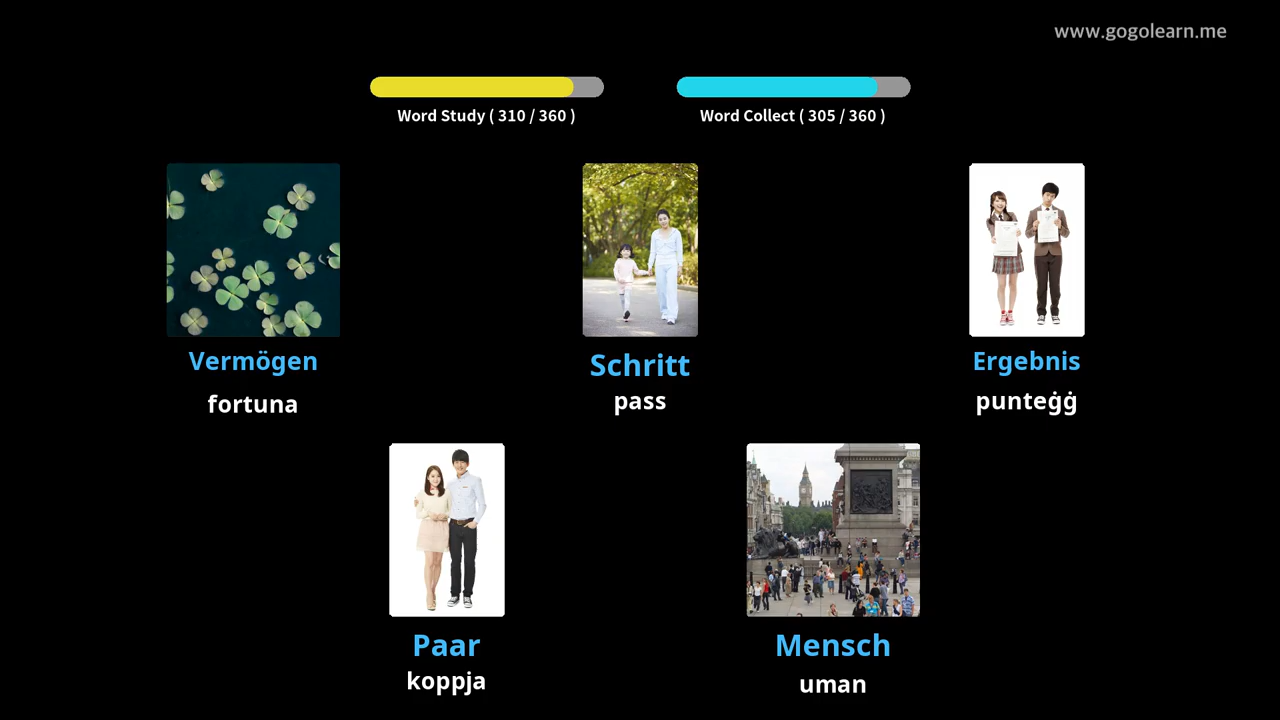 www.gogolearn.me
Word Study ( 310 / 360 )
Word Collect ( 305 / 360 )
Vermögen
fortuna
Schritt
pass
Ergebnis
punteġġ
Paar
koppja
Mensch
uman